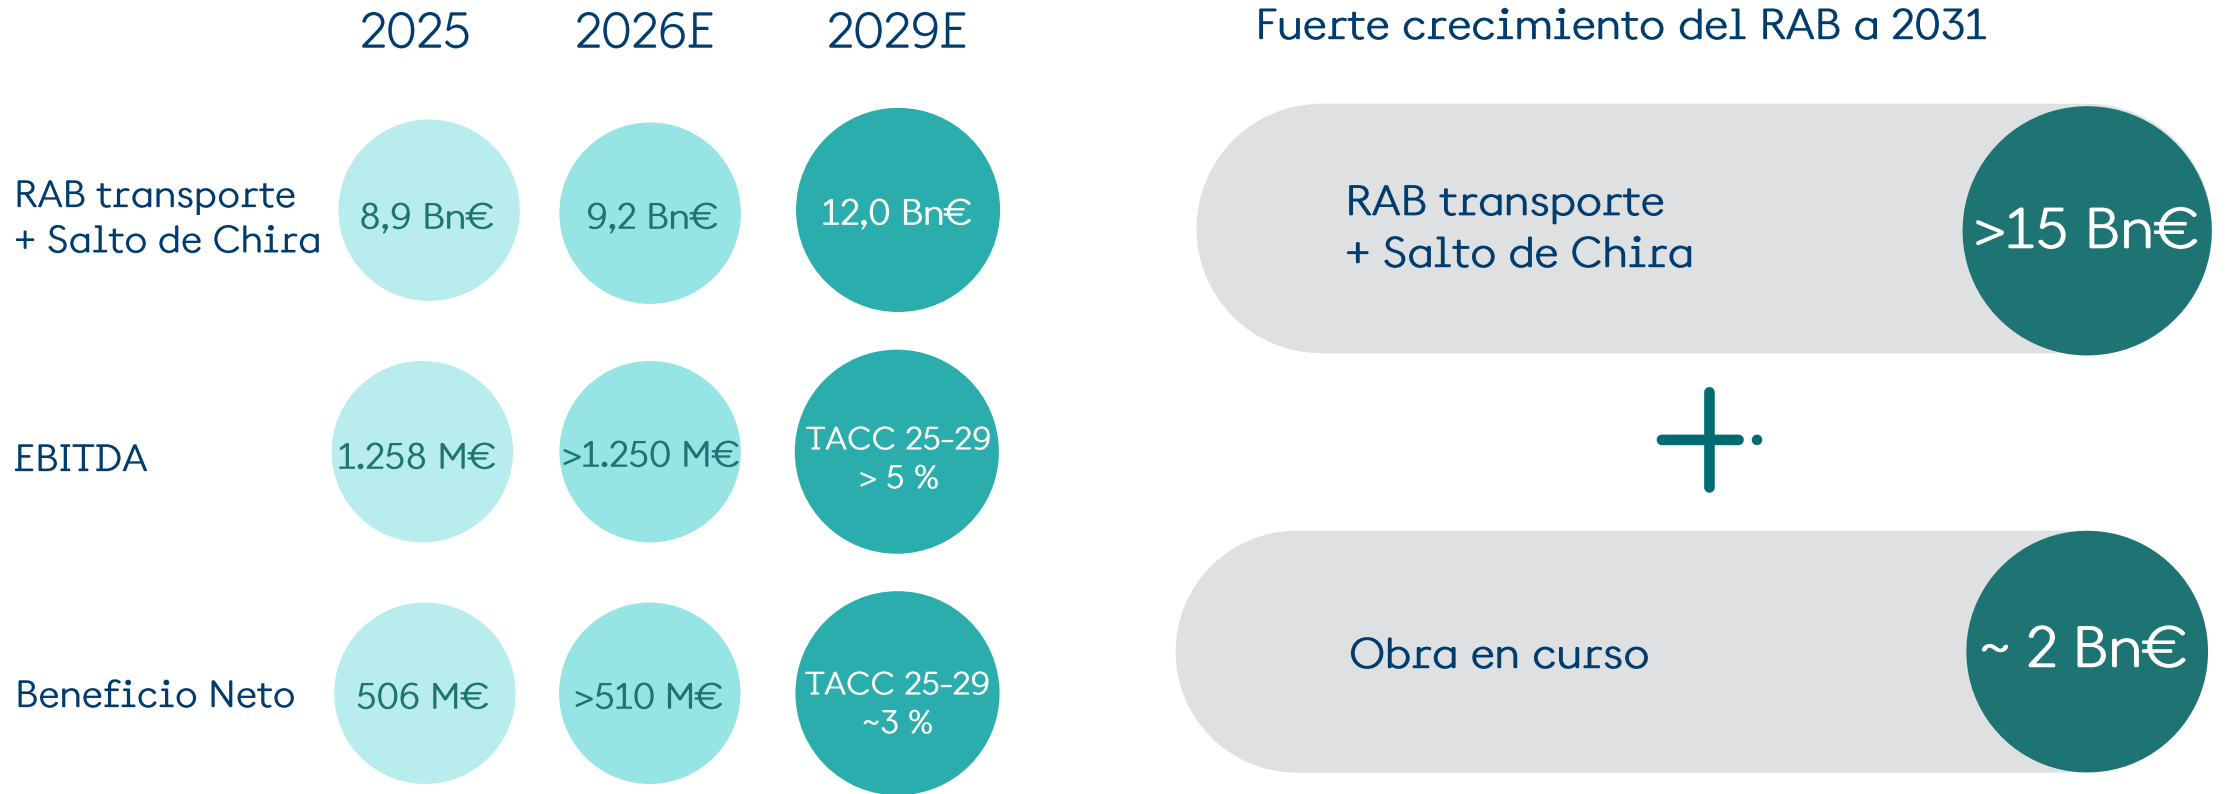 2025 2026E 2029E
RAB transporte
+ Salto de Chira
8,9 Bn€ 9,2 Bn€ 12,0 Bn€
EBITDA
1.258 M€ >1.250 M€
TACC 25-29
> 5 %
Beneficio Neto
506 M€ >510 M€
TACC 25-29
~3 %
Fuerte crecimiento del RAB a 2031
RAB transporte
+ Salto de Chira
>15 Bn€
+
Obra en curso
~ 2 Bn€